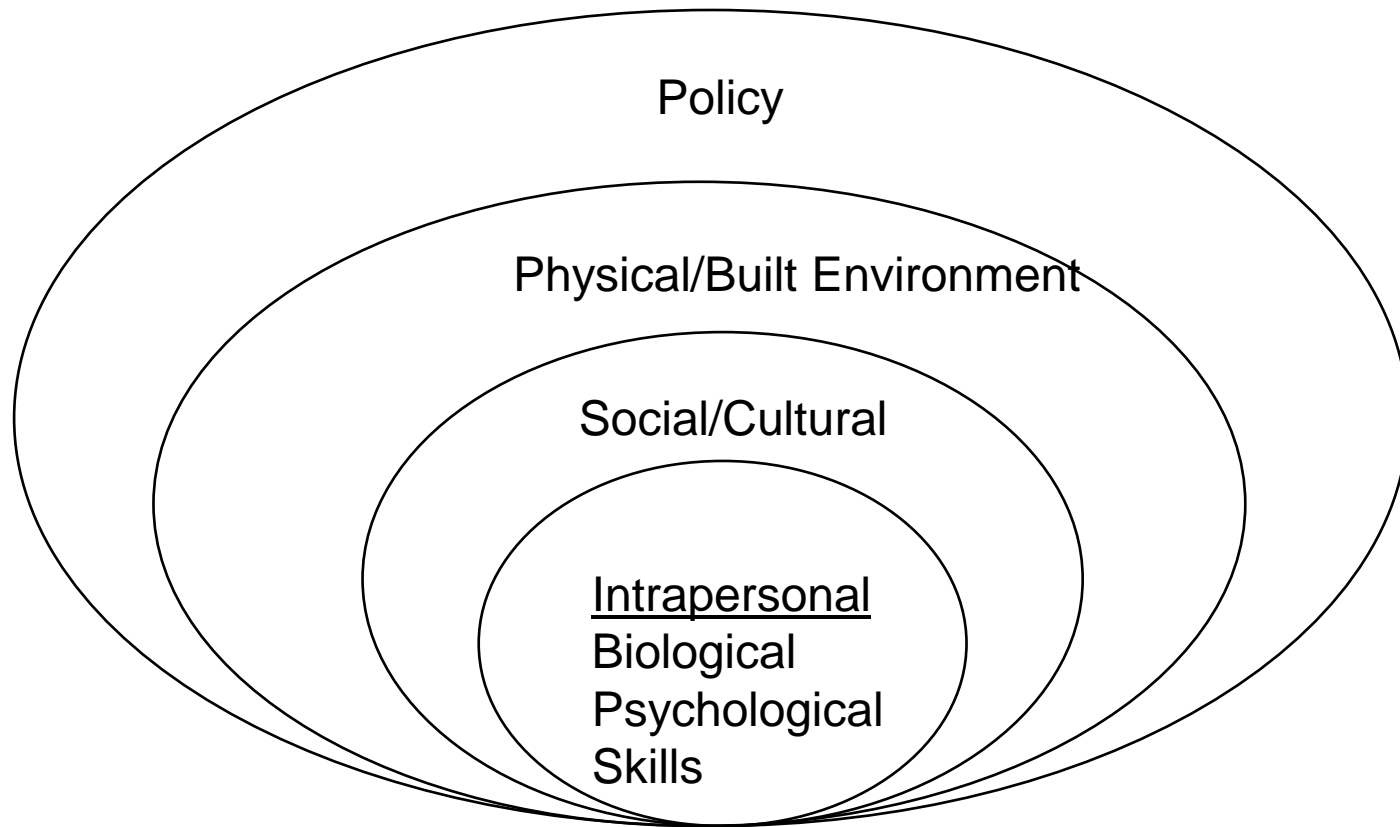 Policy
Physical/Built Environment
Social/Cultural
Intrapersonal
Biological
Psychological
Skills